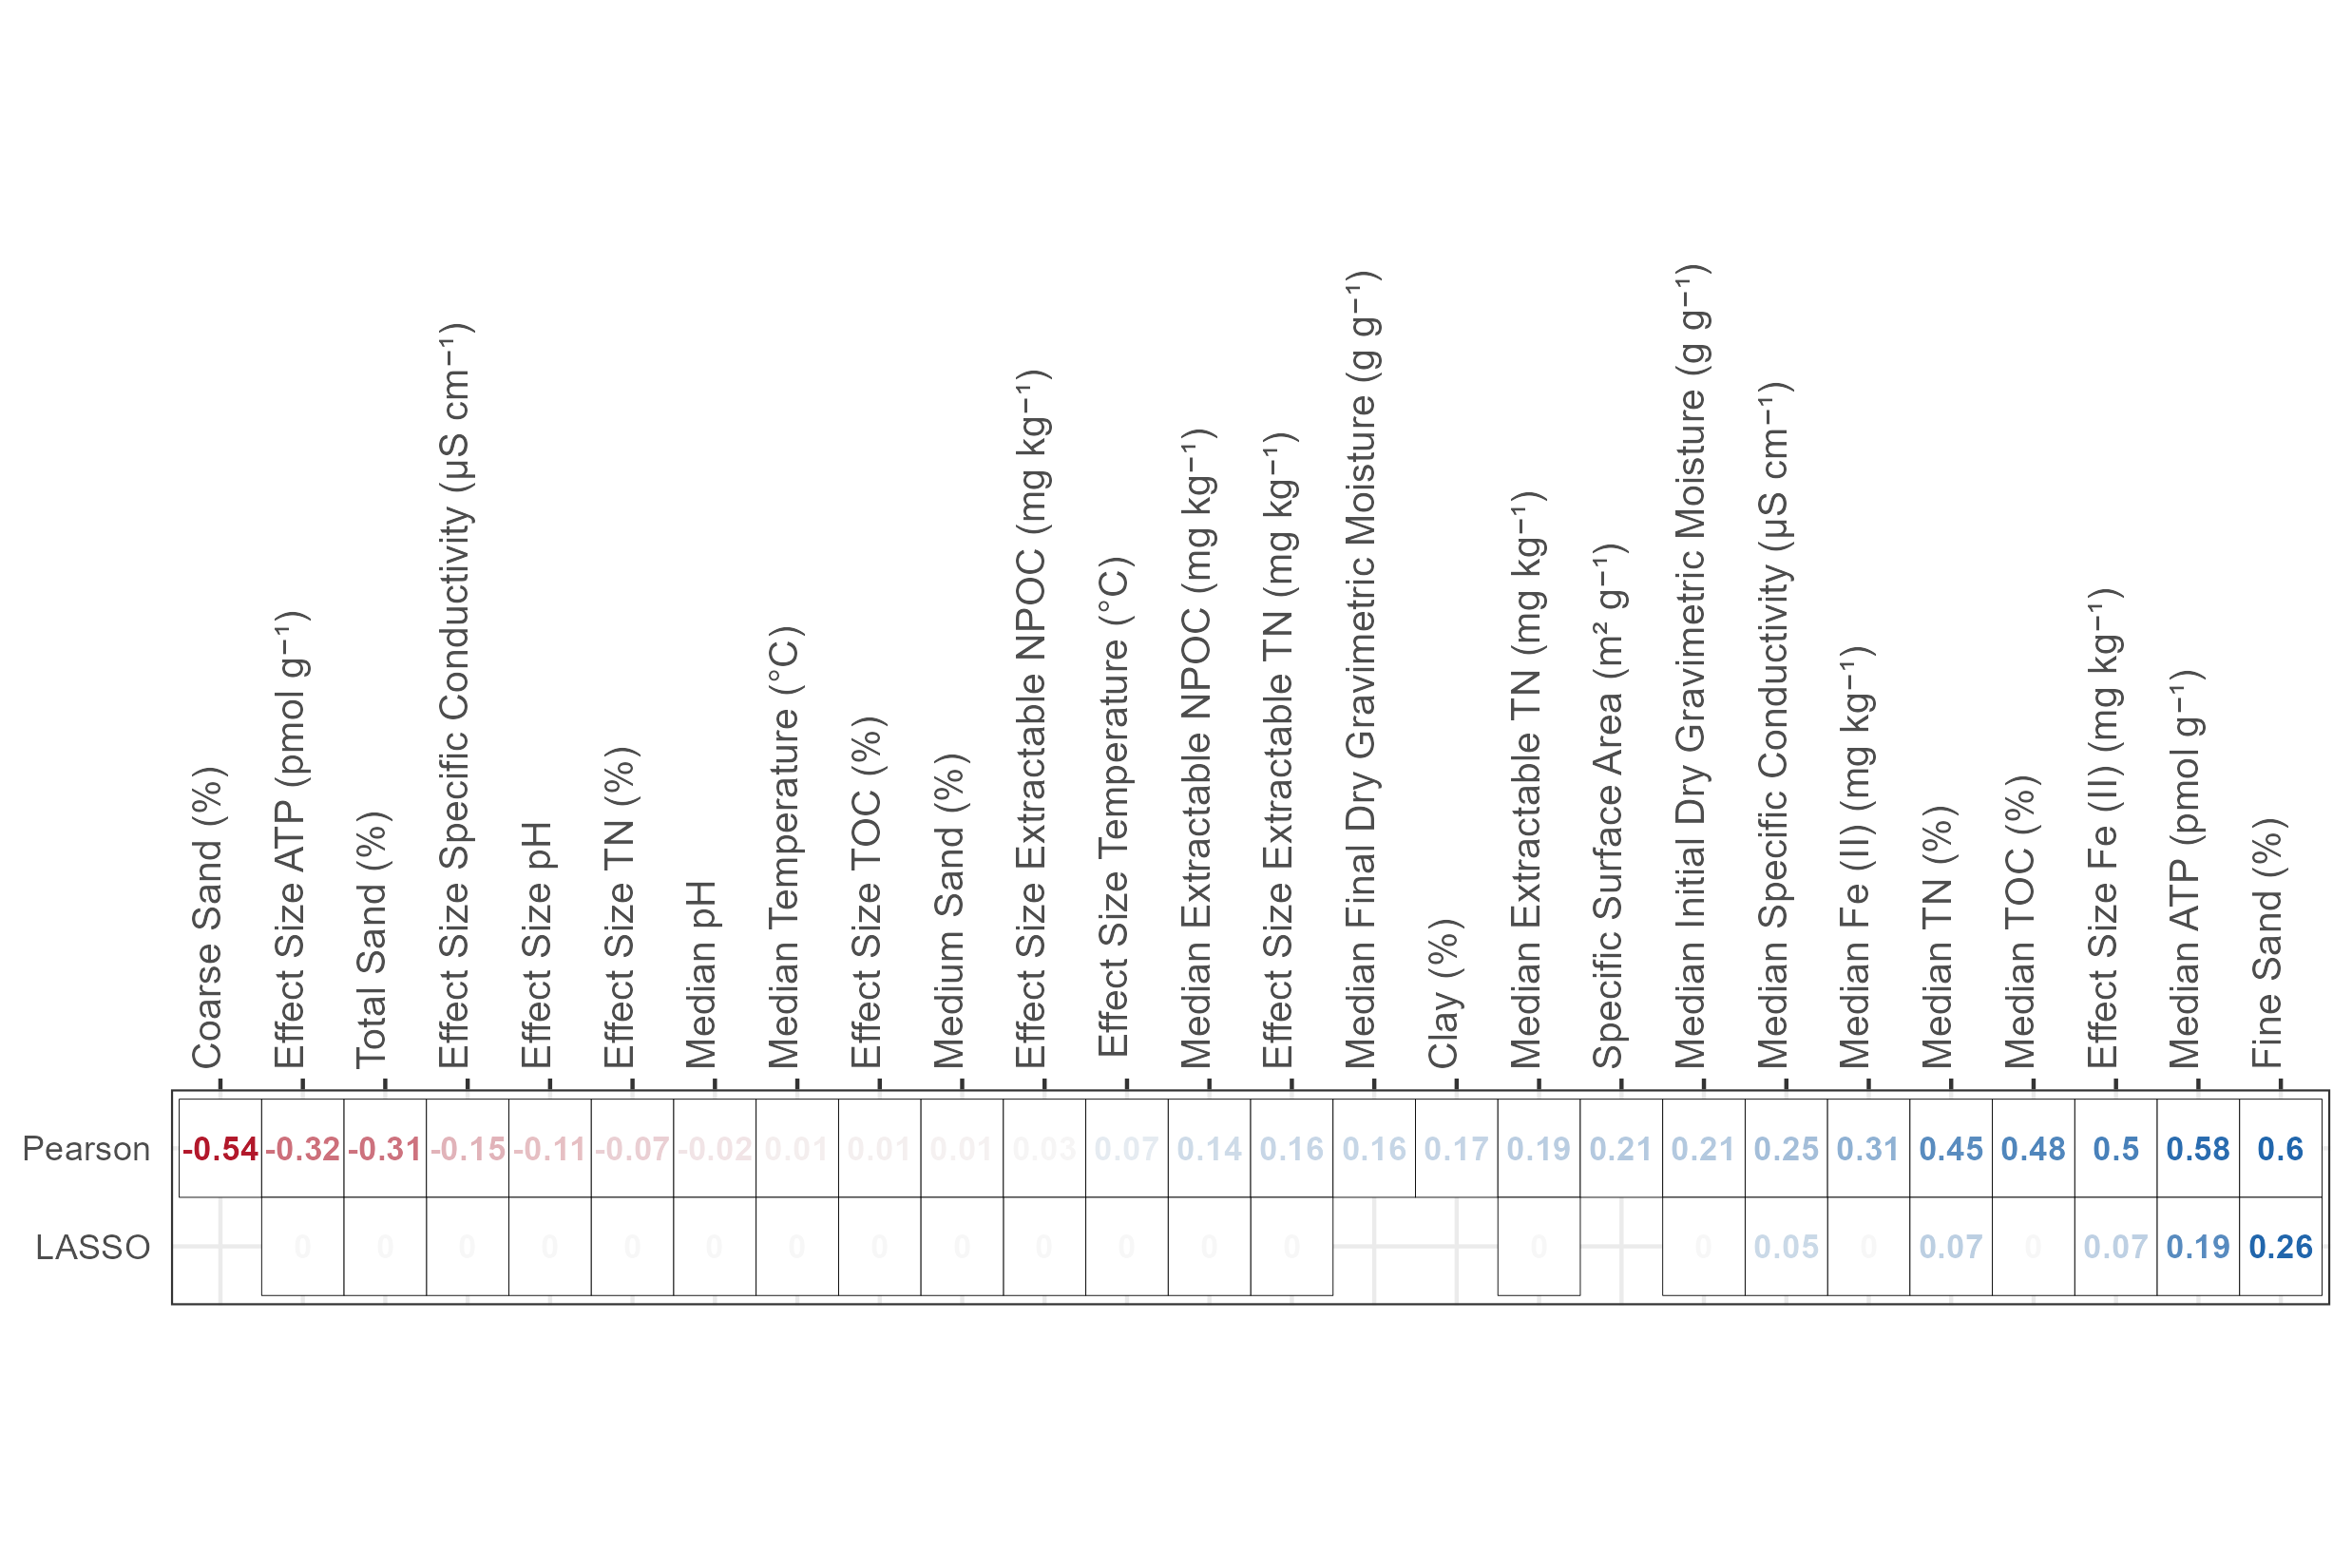 Coarse Sand (%)
Effect Size ATP (pmol g⁻¹)
Total Sand (%)
Effect Size Specific Conductivity (µS cm⁻¹)
Effect Size pH
Effect Size TN (%)
Median pH
Median Temperature (°C)
Effect Size TOC (%)
Medium Sand (%)
Effect Size Extractable NPOC (mg kg⁻¹)
Effect Size Temperature (°C)
Median Extractable NPOC (mg kg⁻¹)
Effect Size Extractable TN (mg kg⁻¹)
Median Final Dry Gravimetric Moisture (g g⁻¹)
Clay (%)
Median Extractable TN (mg kg⁻¹)
Specific Surface Area (m² g⁻¹)
Median Initial Dry Gravimetric Moisture (g g⁻¹)
Median Specific Conductivity (µS cm⁻¹)
Median Fe (II) (mg kg⁻¹)
Median TN (%)
Median TOC (%)
Effect Size Fe (II) (mg kg⁻¹)
Median ATP (pmol g⁻¹)
Fine Sand (%)
Pearson -0.54 -0.32 -0.31 -0.15 -0.11 -0.07 -0.02 0.01 0.01 0.01 0.03 0.07 0.14 0.16 0.16 0.17 0.19 0.21 0.21 0.25 0.31 0.45 0.48 0.5 0.58 0.6
LASSO 0 0 0 0 0 0 0 0 0 0 0 0 0 0 0 0.05 0 0.07 0 0.07 0.19 0.26